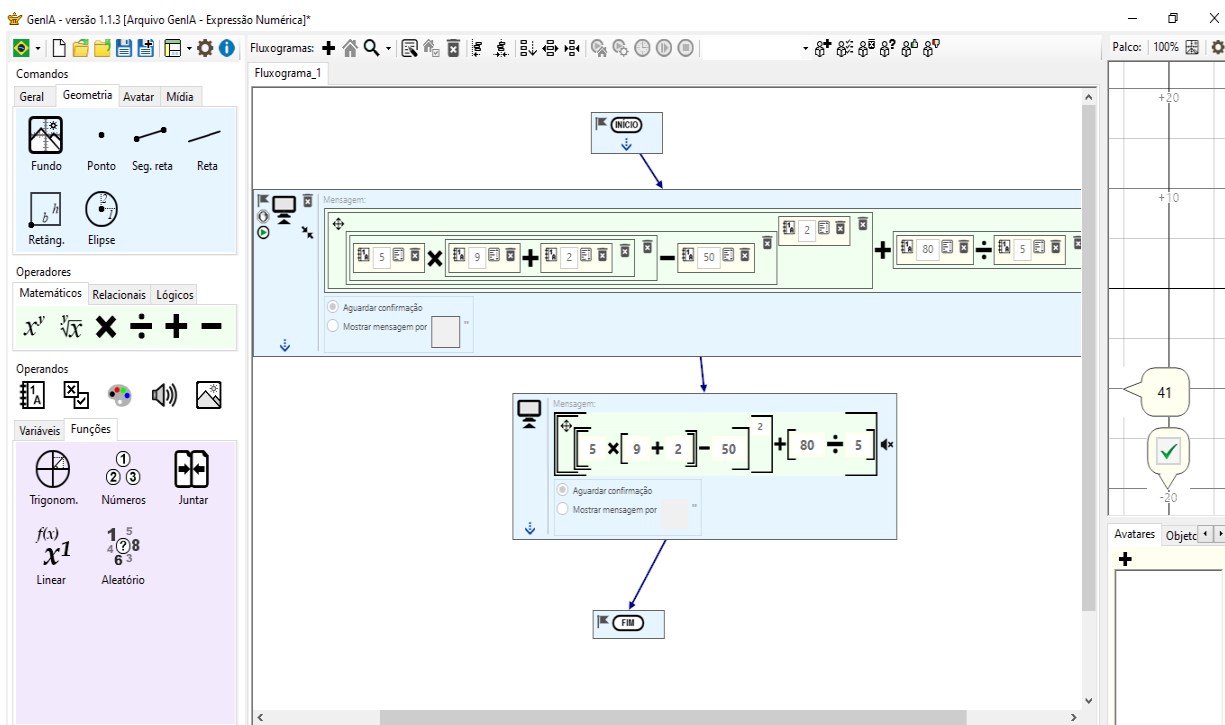 GenIA - versão 1.1.3 [Arquivo GenIA - Expressão Numérica]*
Fluxogramas:
Palco: 100%
Comandos
Geral Geometria Avatar Mídia
Fundo Ponto Seg. reta Reta
Retâng. Elipse
Operadores
Matemáticos Relacionais Lógicos
Operandos
Variáveis Funções
Trigonom. Números Juntar
f(x)
x¹
Linear Aleatório
Fluxograma_1
INÍCIO
Mensagem:
5 × 9 + 2 − 50 2 + 80 ÷ 5
Aguardar confirmação
Mostrar mensagem por "
Mensagem:
[[5 × [9 + 2] − 50]² + [80 ÷ 5]
Aguardar confirmação
Mostrar mensagem por "
FIM
+20
+10
41
-20
Avatares Objetc